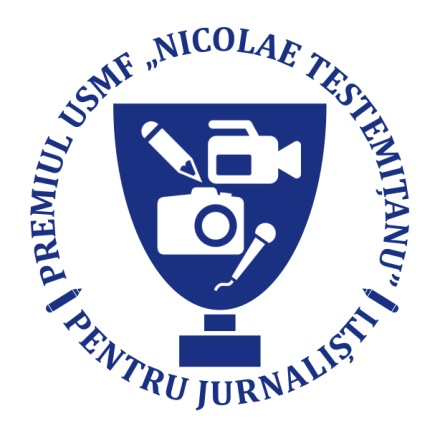 PREMIUL USMF „NICOLAE TESTEMIȚANU”
PENTRU JURNALIȘTI